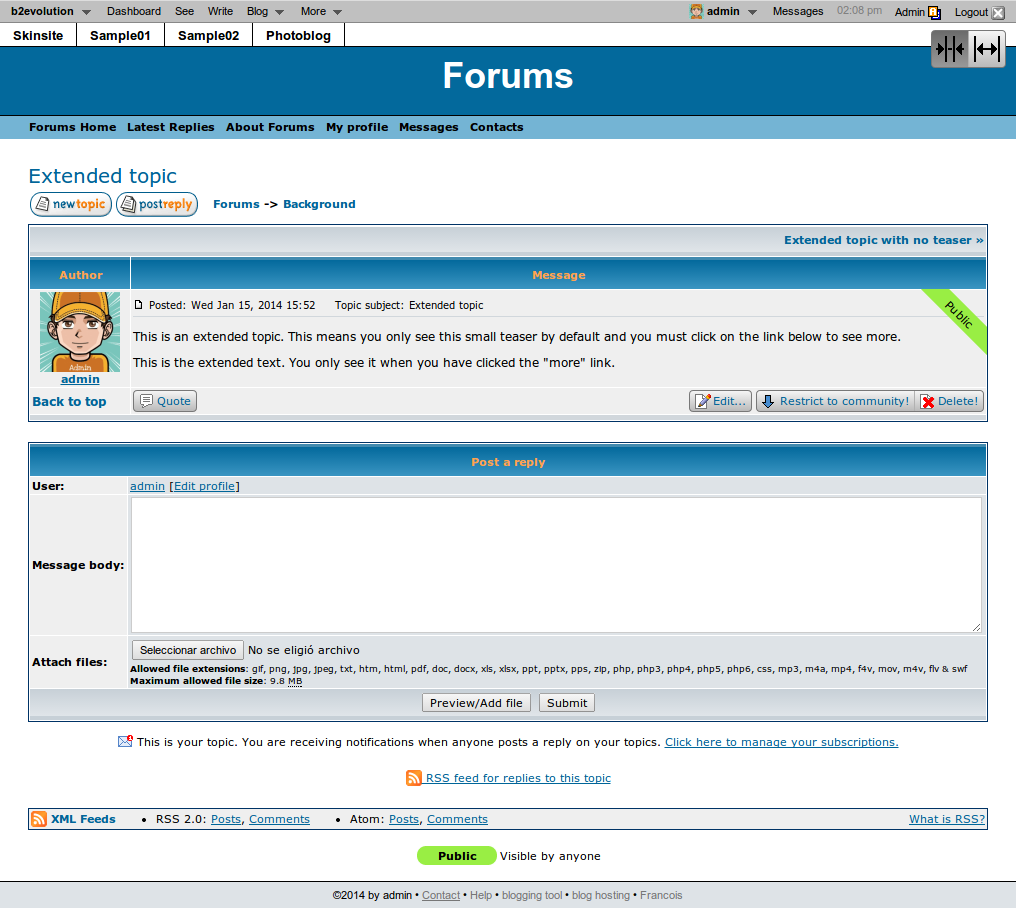 b2evolution Dashboard See Write Blog More admin Messages 02:08 pm Admin Logout
Skinsite Sample01 Sample02 Photoblog
Forums
Forums Home Latest Replies About Forums My profile Messages Contacts
Extended topic
newtopic postreply Forums -> Background
Extended topic with no teaser »
Author Message
Posted: Wed Jan 15, 2014 15:52 Topic subject: Extended topic
Public
This is an extended topic. This means you only see this small teaser by default and you must click on the link below to see more.
This is the extended text. You only see it when you have clicked the "more" link.
Admin
admin
Back to top Quote Edit... Restrict to community! Delete!
Post a reply
User: admin [Edit profile]
Message body:
Attach files: Seleccionar archivo No se eligió archivo
Allowed file extensions: gif, png, jpg, jpeg, txt, htm, html, pdf, doc, docx, xls, xlsx, ppt, pptx, pps, zip, php, php3, php4, php5, php6, css, mp3, m4a, mp4, f4v, mov, m4v, flv & swf
Maximum allowed file size: 9.8 MB
Preview/Add file Submit
This is your topic. You are receiving notifications when anyone posts a reply on your topics. Click here to manage your subscriptions.
RSS feed for replies to this topic
XML Feeds • RSS 2.0: Posts, Comments • Atom: Posts, Comments What is RSS?
Public Visible by anyone
©2014 by admin • Contact • Help • blogging tool • blog hosting • Francois